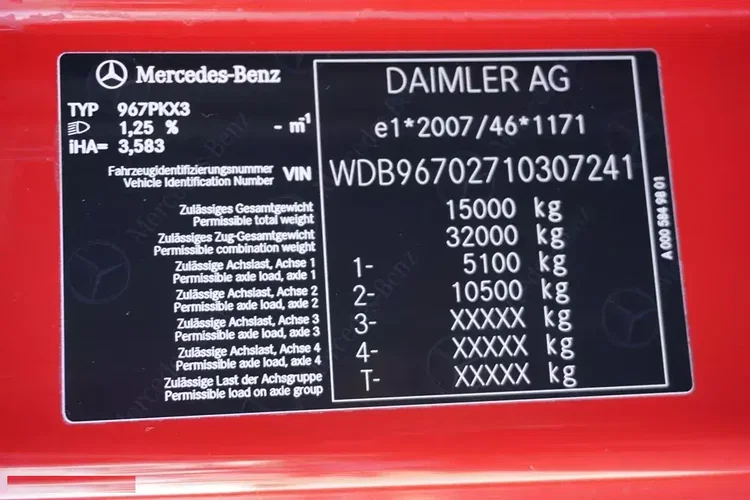 Mercedes-Benz
DAIMLER AG
TYP 967PKX3
1,25 % - m-1
iHA= 3,583
e1*2007/46*1171
Fahrzeugidentifizierungsnummer
Vehicle Identification Number VIN WDB96702710307241
Zulässiges Gesamtgewicht
Permissible total weight 15000 kg
Zulässiges Zug-Gesamtgewicht
Permissible combination weight 32000 kg
Zulässige Achslast, Achse 1
Permissible axle load, axle 1 1- 5100 kg
Zulässige Achslast, Achse 2
Permissible axle load, axle 2 2- 10500 kg
Zulässige Achslast, Achse 3
Permissible axle load, axle 3 3- XXXXX kg
Zulässige Achslast, Achse 4
Permissible axle load, axle 4 4- XXXXX kg
Zulässige Last der Achsgruppe
Permissible load on axle group T- XXXXX kg
A 000 584 98 01